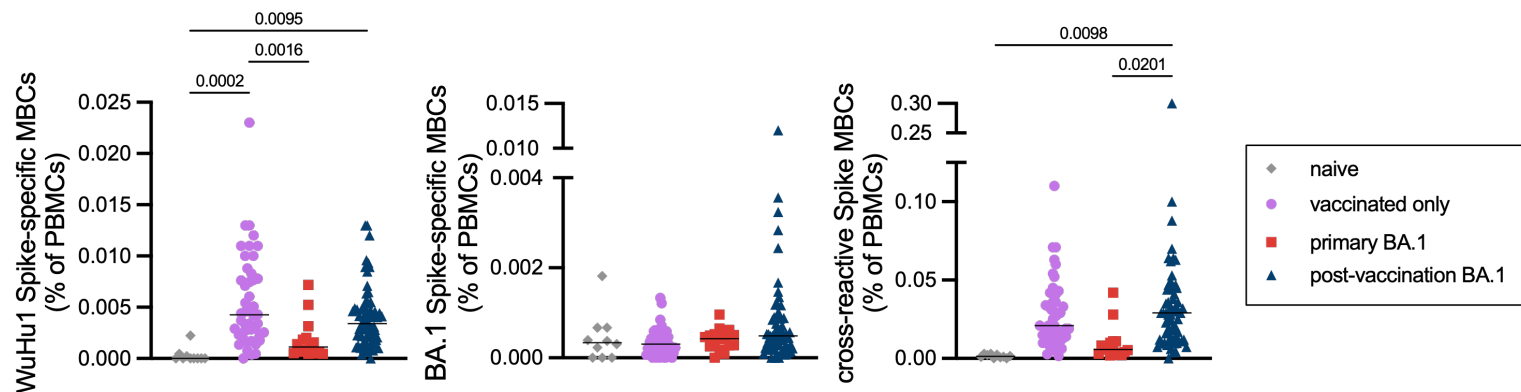 0.0095
0.0016
0.0002
WuHu1 Spike-specific MBCs
(% of PBMCs)
0.025
0.020
0.015
0.010
0.005
0.000
BA.1 Spike-specific MBCs
(% of PBMCs)
0.015
0.010
0.004
0.002
0.000
0.0098
0.0201
cross-reactive Spike MBCs
(% of PBMCs)
0.30
0.25
0.10
0.05
0.00
naive
vaccinated only
primary BA.1
post-vaccination BA.1